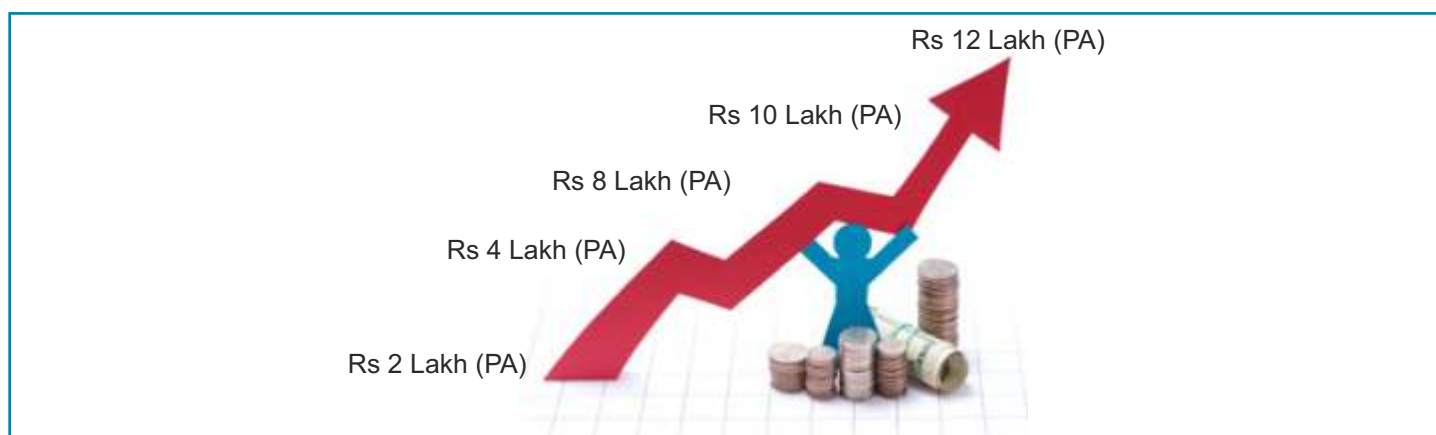 Rs 12 Lakh (PA)
Rs 10 Lakh (PA)
Rs 8 Lakh (PA)
Rs 4 Lakh (PA)
Rs 2 Lakh (PA)